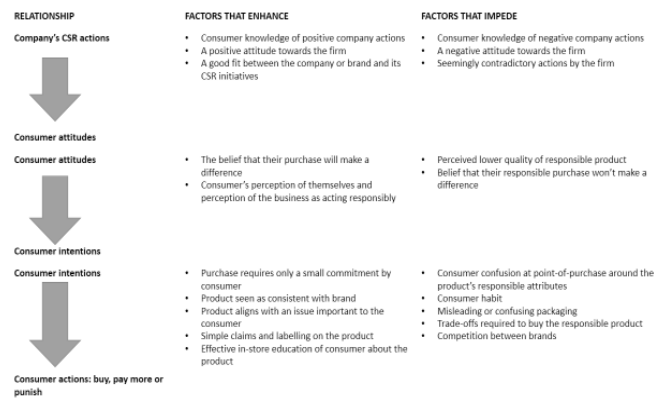 RELATIONSHIP
FACTORS THAT ENHANCE
FACTORS THAT IMPEDE
Company's CSR actions
• Consumer knowledge of positive company actions
• A positive attitude towards the firm
• A good fit between the company or brand and its
CSR initiatives
• Consumer knowledge of negative company actions
• A negative attitude towards the firm
• Seemingly contradictory actions by the firm
Consumer attitudes
Consumer attitudes
• The belief that their purchase will make a
difference
• Consumer's perception of themselves and
perception of the business as acting responsibly
• Perceived lower quality of responsible product
• Belief that their responsible purchase won't make a
difference
Consumer intentions
Consumer intentions
• Purchase requires only a small commitment by
consumer
• Product seen as consistent with brand
• Product aligns with an issue important to the
consumer
• Simple claims and labelling on the product
• Effective in-store education of consumer about the
product
• Consumer confusion at point-of-purchase around the
product's responsible attributes
• Consumer habit
• Misleading or confusing packaging
• Trade-offs required to buy the responsible product
• Competition between brands
Consumer actions: buy, pay more or
punish